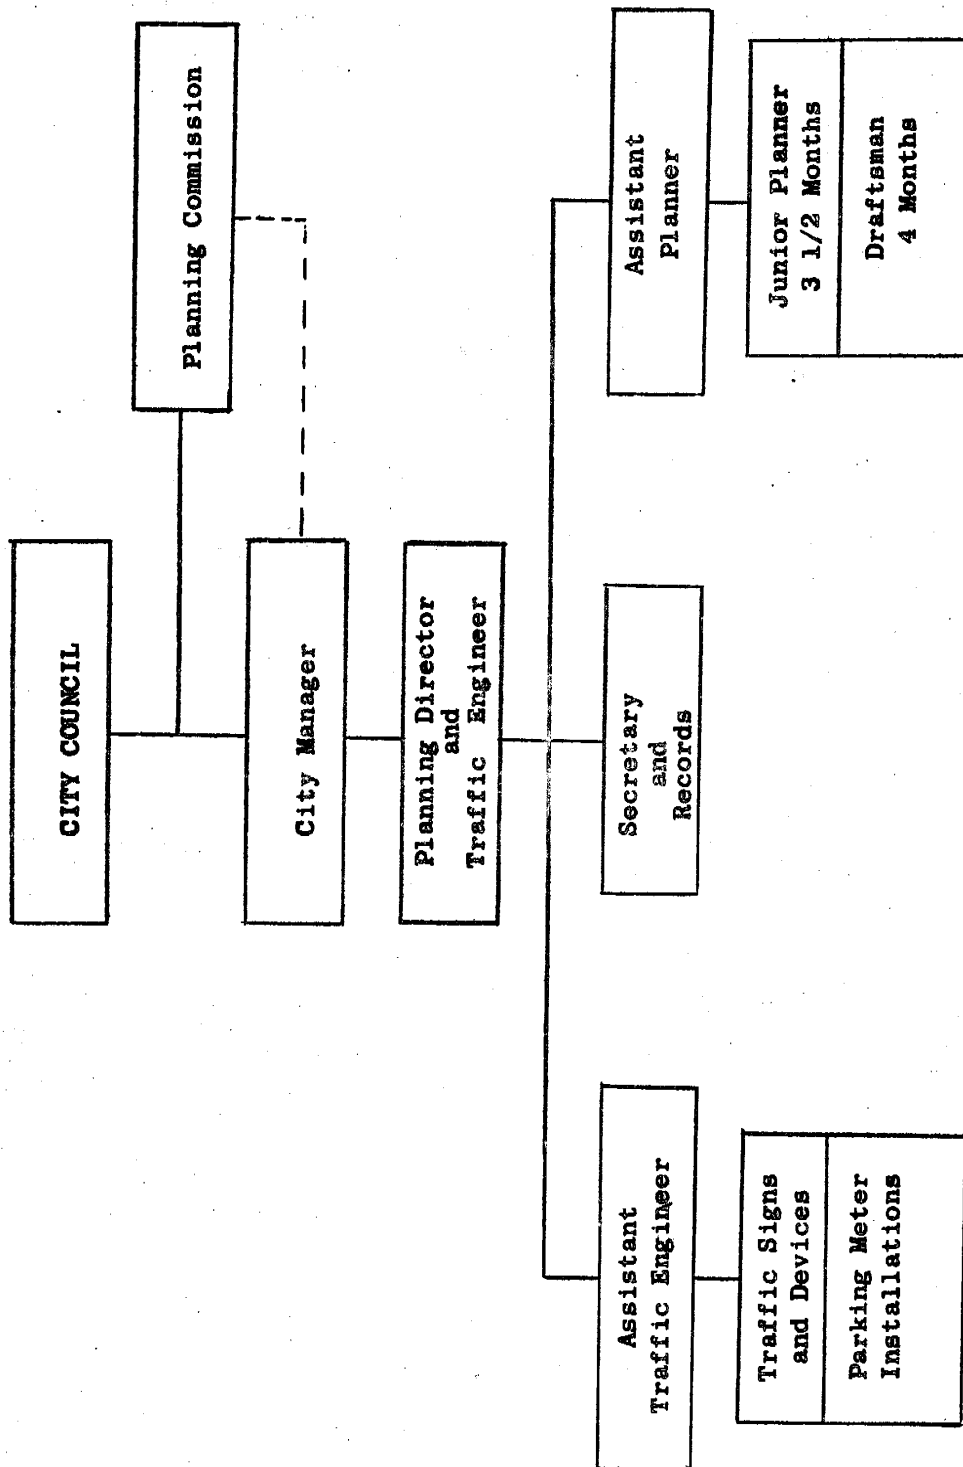 CITY COUNCIL
Planning Commission
City Manager
Planning Director
and
Traffic Engineer
Assistant
Traffic Engineer
Secretary
and
Records
Assistant
Planner
Traffic Signs
and Devices
Parking Meter
Installations
Junior Planner
3 1/2 Months
Draftsman
4 Months